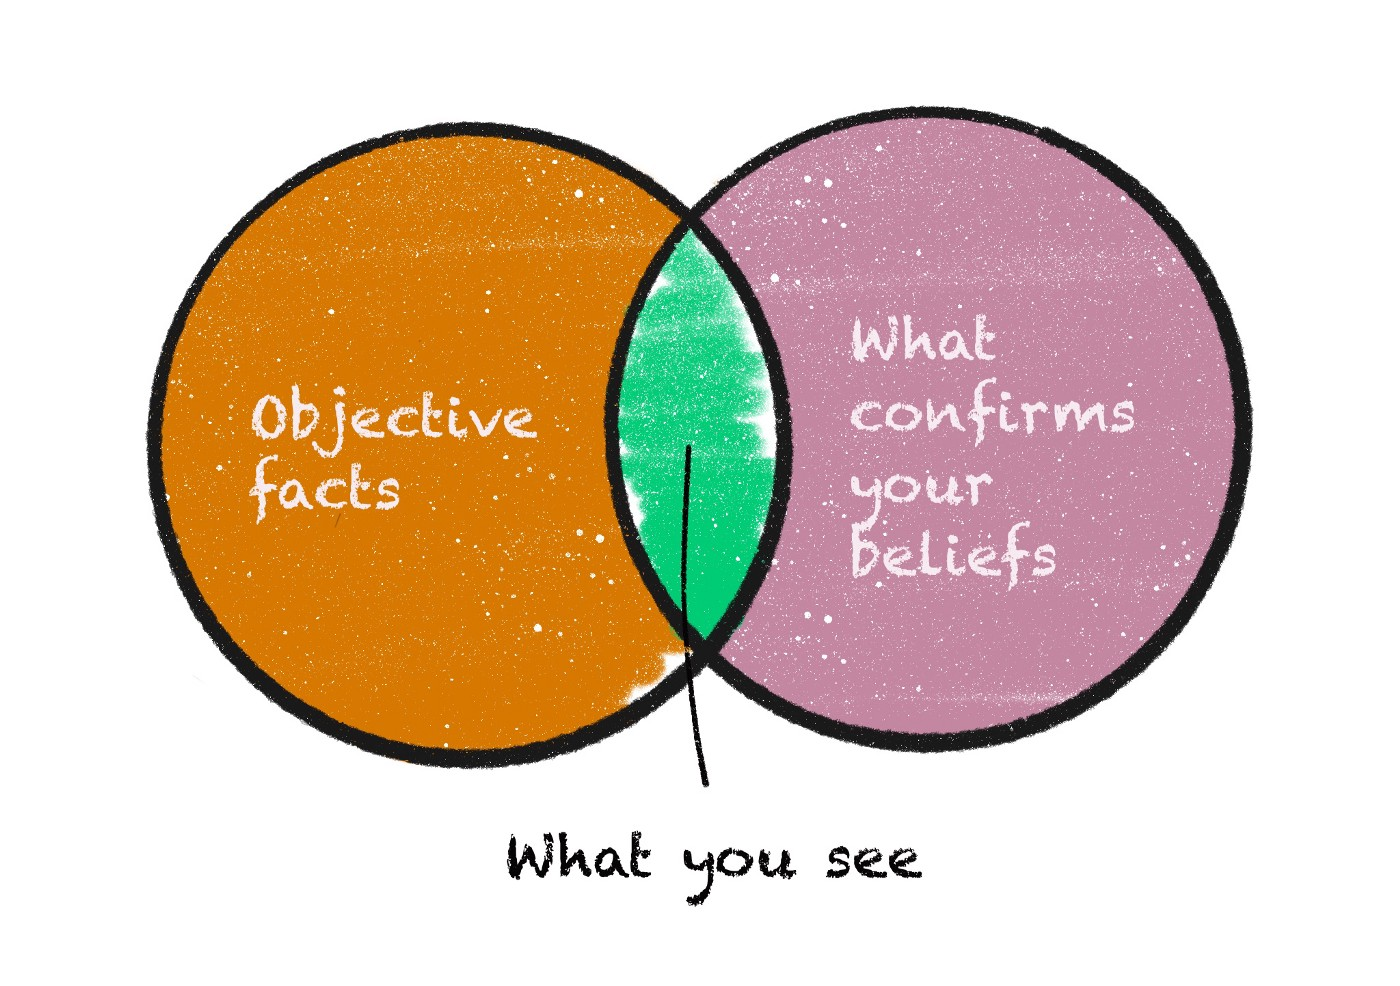 Objective
facts
What
confirms
your
beliefs
What you see